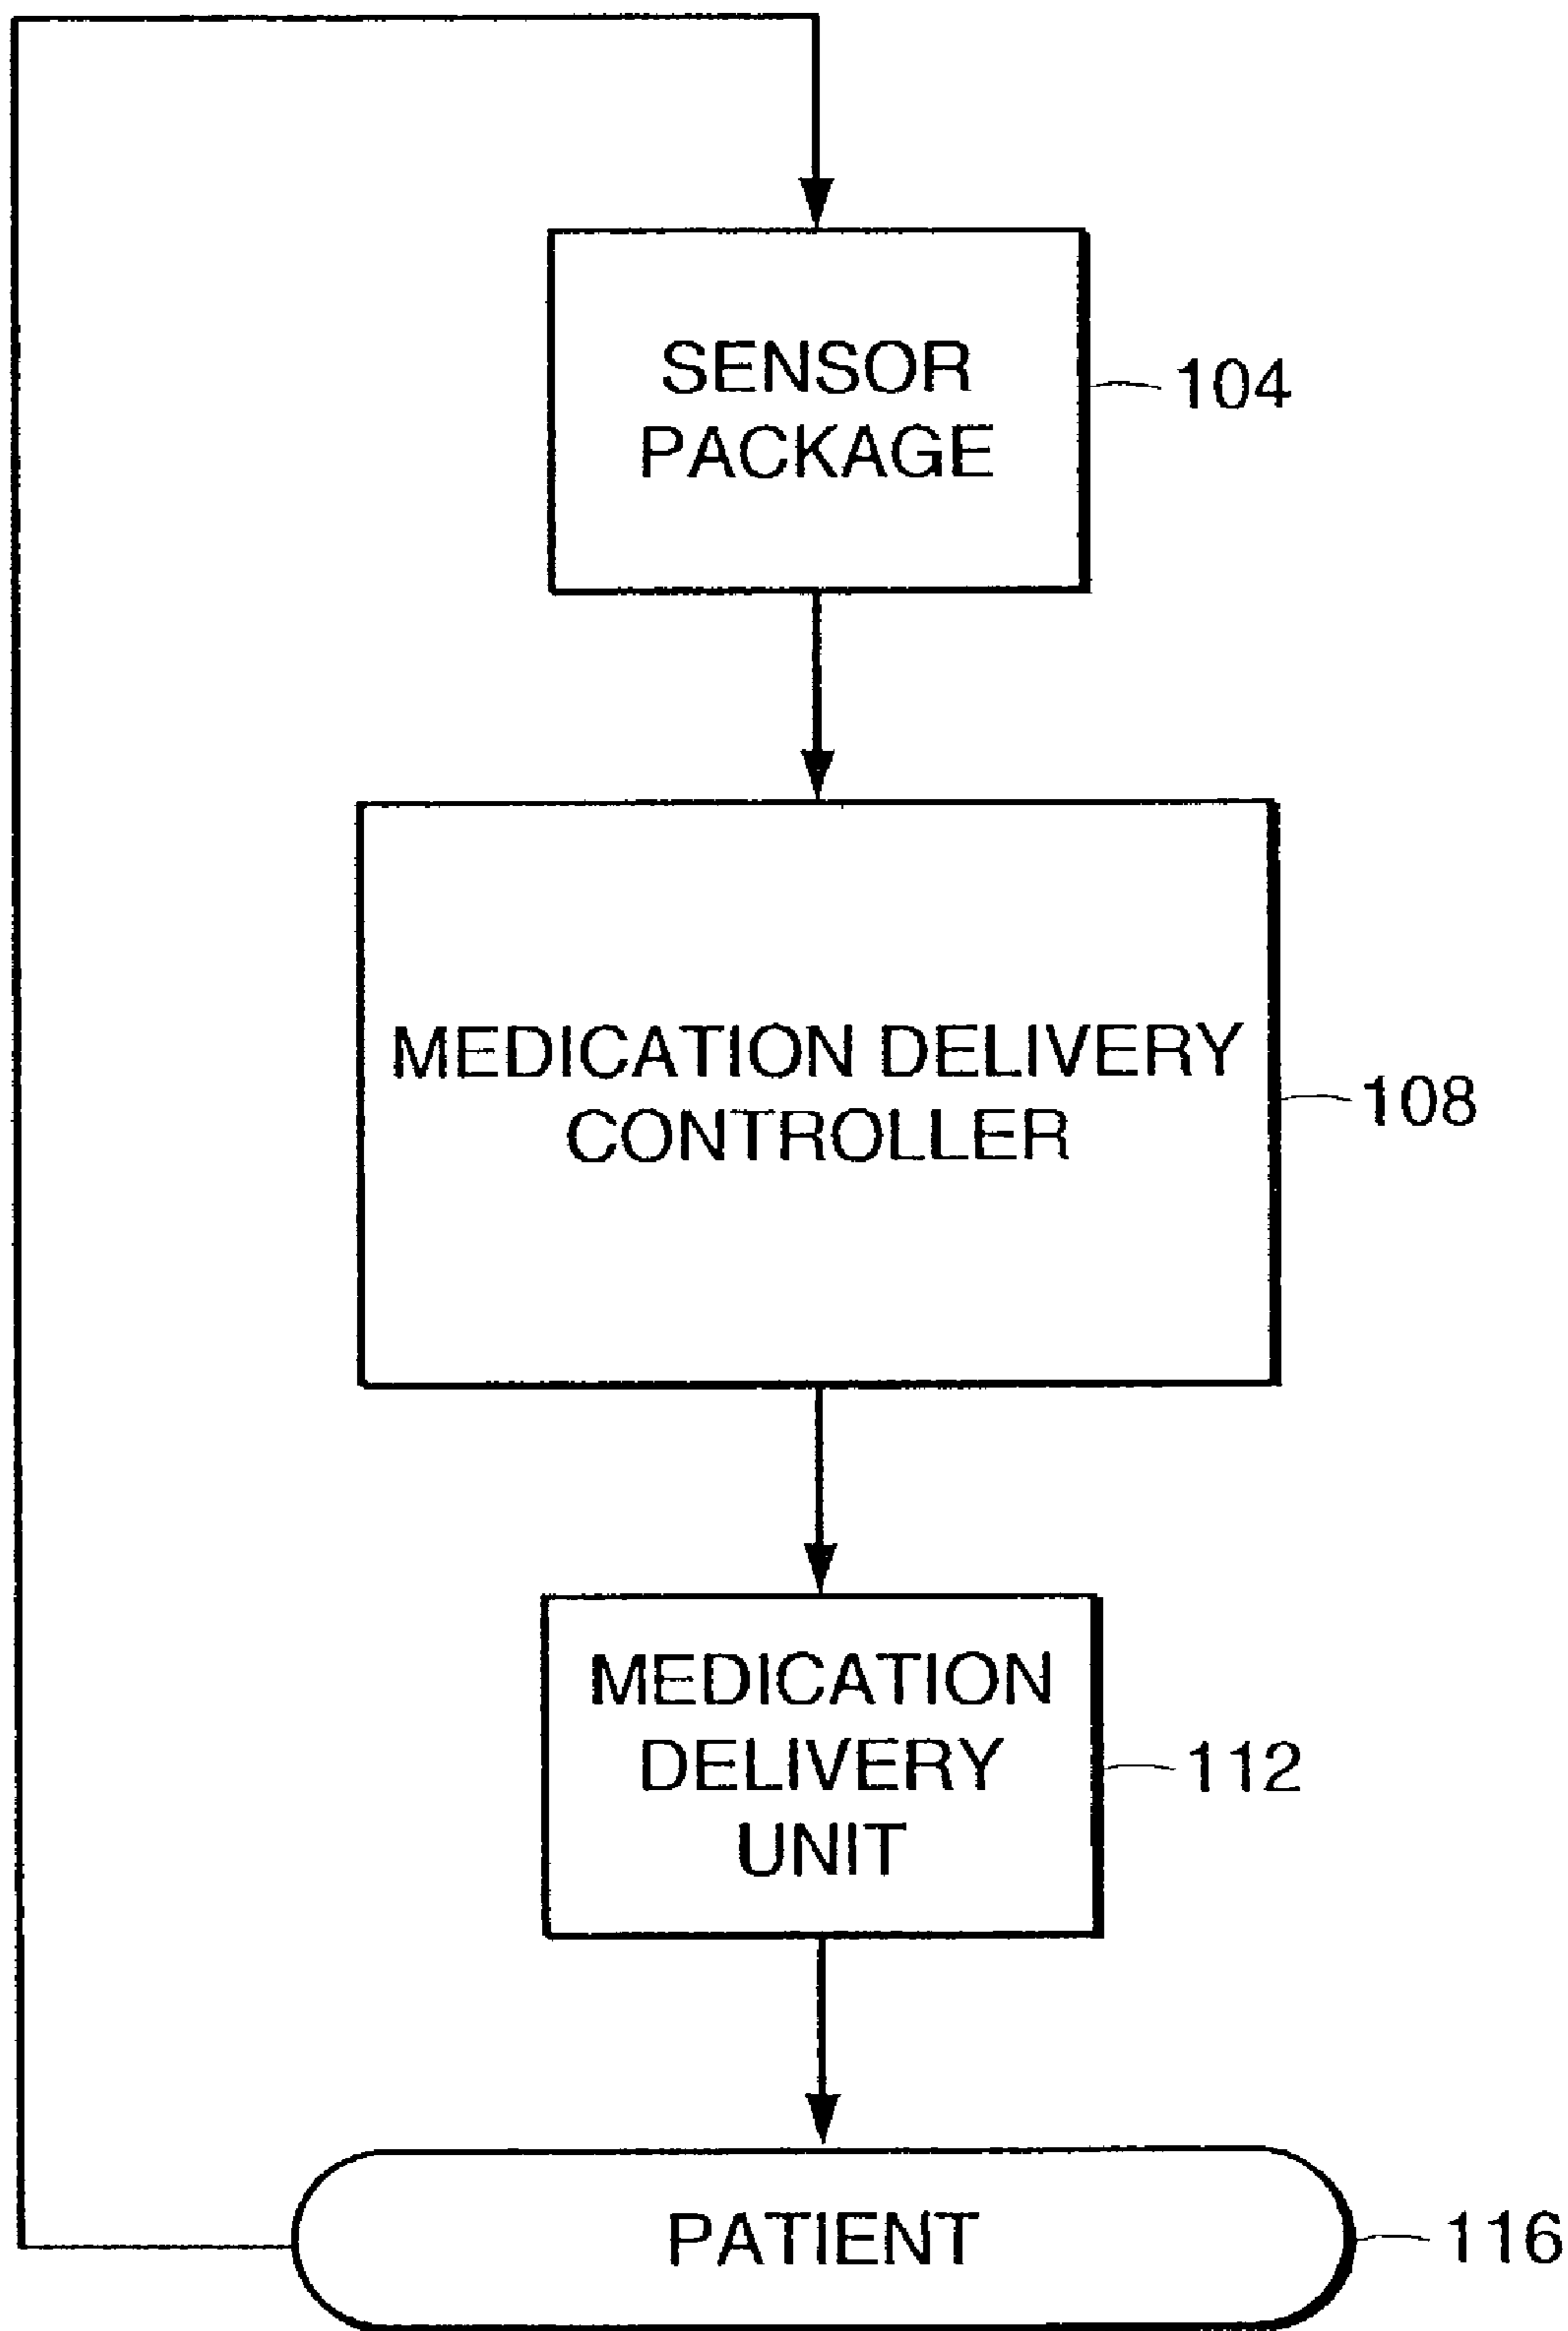 SENSOR
PACKAGE
104
MEDICATION DELIVERY
CONTROLLER
108
MEDICATION
DELIVERY
UNIT
112
PATIENT
116